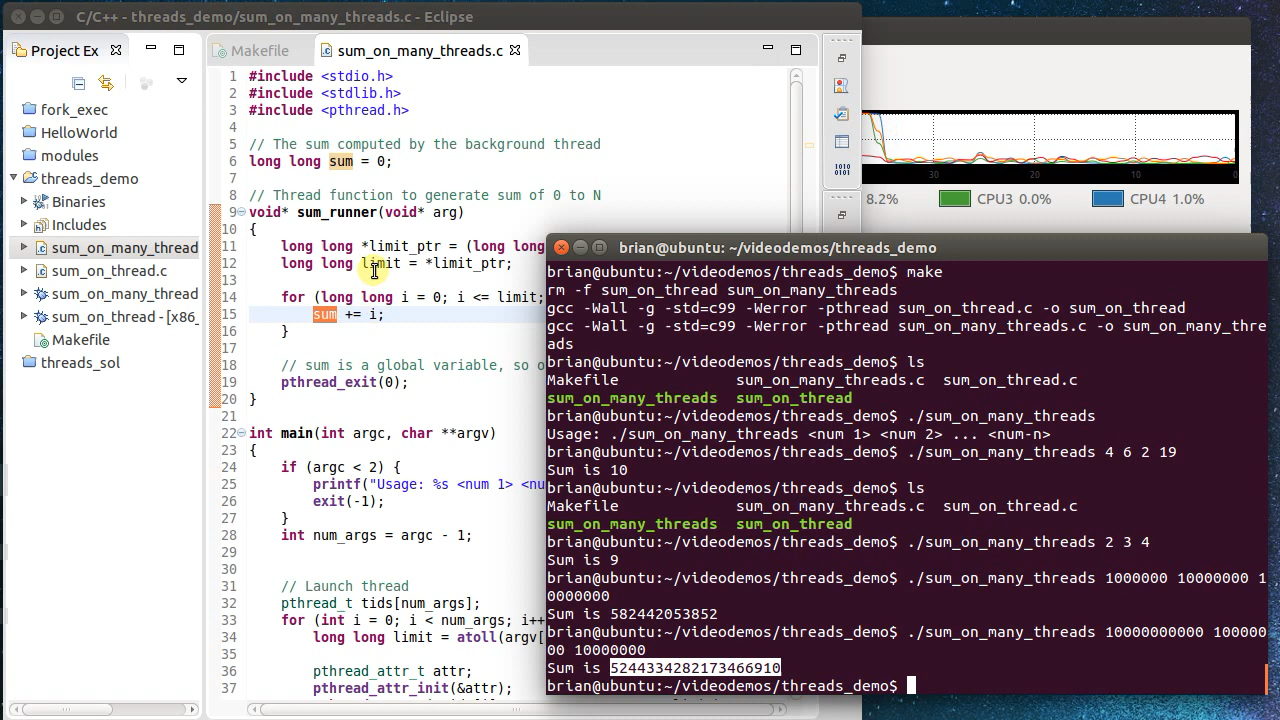 C/C++ - threads_demo/sum_on_many_threads.c - Eclipse
Project Ex
Makefile
sum_on_many_threads.c
fork_exec
HelloWorld
modules
threads_demo
Binaries
Includes
sum_on_many_thread
sum_on_thread.c
sum_on_many_thread
sum_on_thread - [x86_
Makefile
threads_sol
1 #include <stdio.h>
2 #include <stdlib.h>
3 #include <pthread.h>
4
5 // The sum computed by the background thread
6 long long sum = 0;
7
8 // Thread function to generate sum of 0 to N
9 void* sum_runner(void* arg)
10 {
11 long long *limit_ptr = (long long
12 long long limit = *limit_ptr;
13
14 for (long long i = 0; i <= limit;
15 sum += i;
16 }
17
18 // sum is a global variable, so o
19 pthread_exit(0);
20 }
21
22 int main(int argc, char **argv)
23 {
24 if (argc < 2) {
25 printf("Usage: %s <num 1> <nu
26 exit(-1);
27 }
28 int num_args = argc - 1;
29
30
31 // Launch thread
32 pthread_t tids[num_args];
33 for (int i = 0; i < num_args; i++
34 long long limit = atoll(argv[
35
36 pthread_attr_t attr;
37 pthread_attr_init(&attr);
30 20 10 0
8.2% CPU3 0.0% CPU4 1.0%
brian@ubuntu: ~/videodemos/threads_demo
brian@ubuntu:~/videodemos/threads_demo$ make
rm -f sum_on_thread sum_on_many_threads
gcc -Wall -g -std=c99 -Werror -pthread sum_on_thread.c -o sum_on_thread
gcc -Wall -g -std=c99 -Werror -pthread sum_on_many_threads.c -o sum_on_many_thre
ads
brian@ubuntu:~/videodemos/threads_demo$ ls
Makefile sum_on_many_threads.c sum_on_thread.c
sum_on_many_threads sum_on_thread
brian@ubuntu:~/videodemos/threads_demo$ ./sum_on_many_threads
Usage: ./sum_on_many_threads <num 1> <num 2> ... <num-n>
brian@ubuntu:~/videodemos/threads_demo$ ./sum_on_many_threads 4 6 2 19
Sum is 10
brian@ubuntu:~/videodemos/threads_demo$ ls
Makefile sum_on_many_threads.c sum_on_thread.c
sum_on_many_threads sum_on_thread
brian@ubuntu:~/videodemos/threads_demo$ ./sum_on_many_threads 2 3 4
Sum is 9
brian@ubuntu:~/videodemos/threads_demo$ ./sum_on_many_threads 1000000 10000000 1
0000000
Sum is 582442053852
brian@ubuntu:~/videodemos/threads_demo$ ./sum_on_many_threads 10000000000 100000
00 10000000
Sum is 5244334282173466910
brian@ubuntu:~/videodemos/threads_demo$